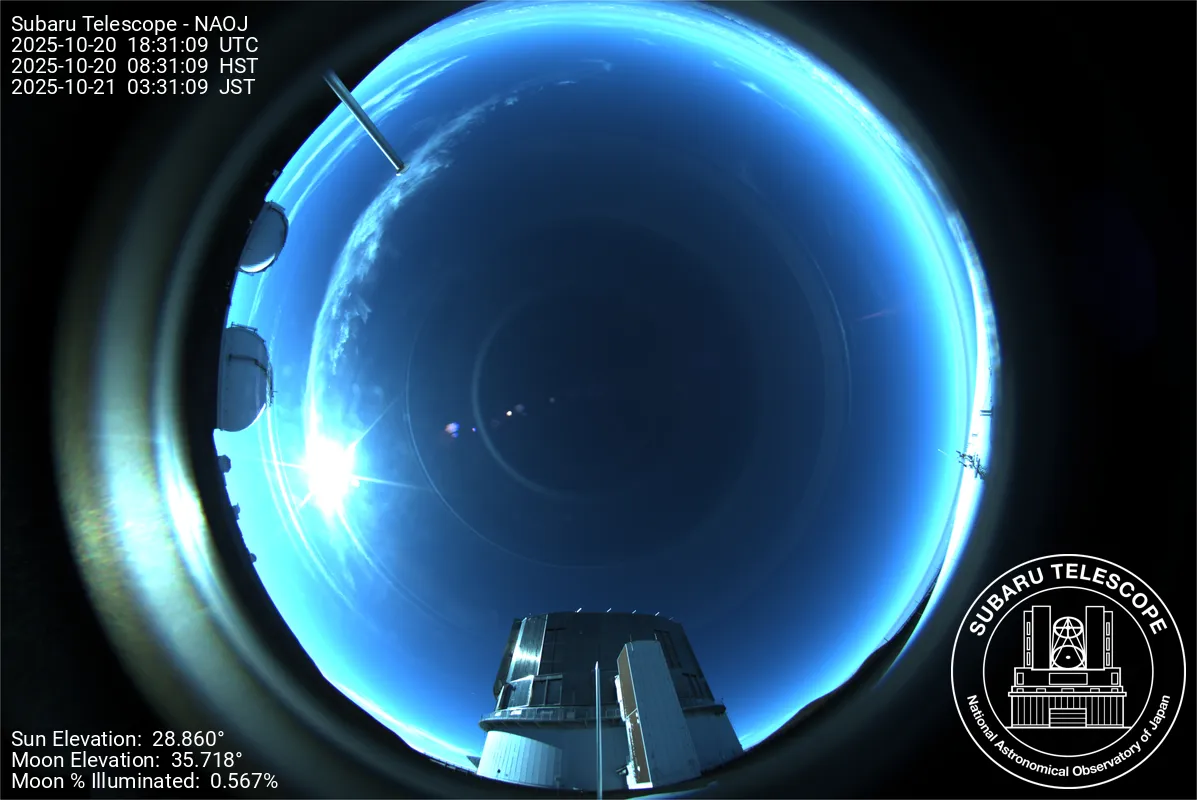 Subaru Telescope - NAOJ
2025-10-20 18:31:09 UTC
2025-10-20 08:31:09 HST
2025-10-21 03:31:09 JST
SUBARU TELESCOPE
National Astronomical Observatory of Japan
Sun Elevation: 28.860°
Moon Elevation: 35.718°
Moon % Illuminated: 0.567%